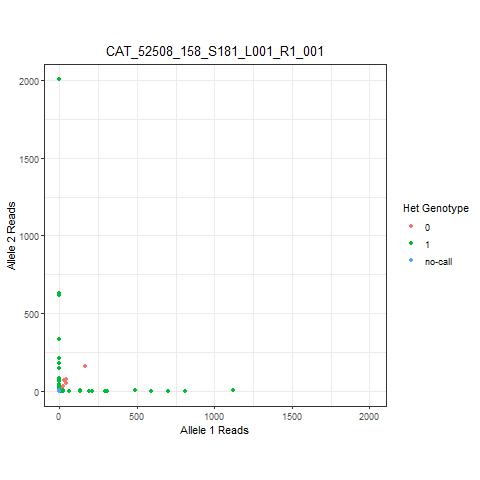 CAT_52508_158_S181_L001_R1_001
2000
1500
1000
500
0
Allele 2 Reads
0 500 1000 1500 2000
Allele 1 Reads
Het Genotype
0
1
no-call